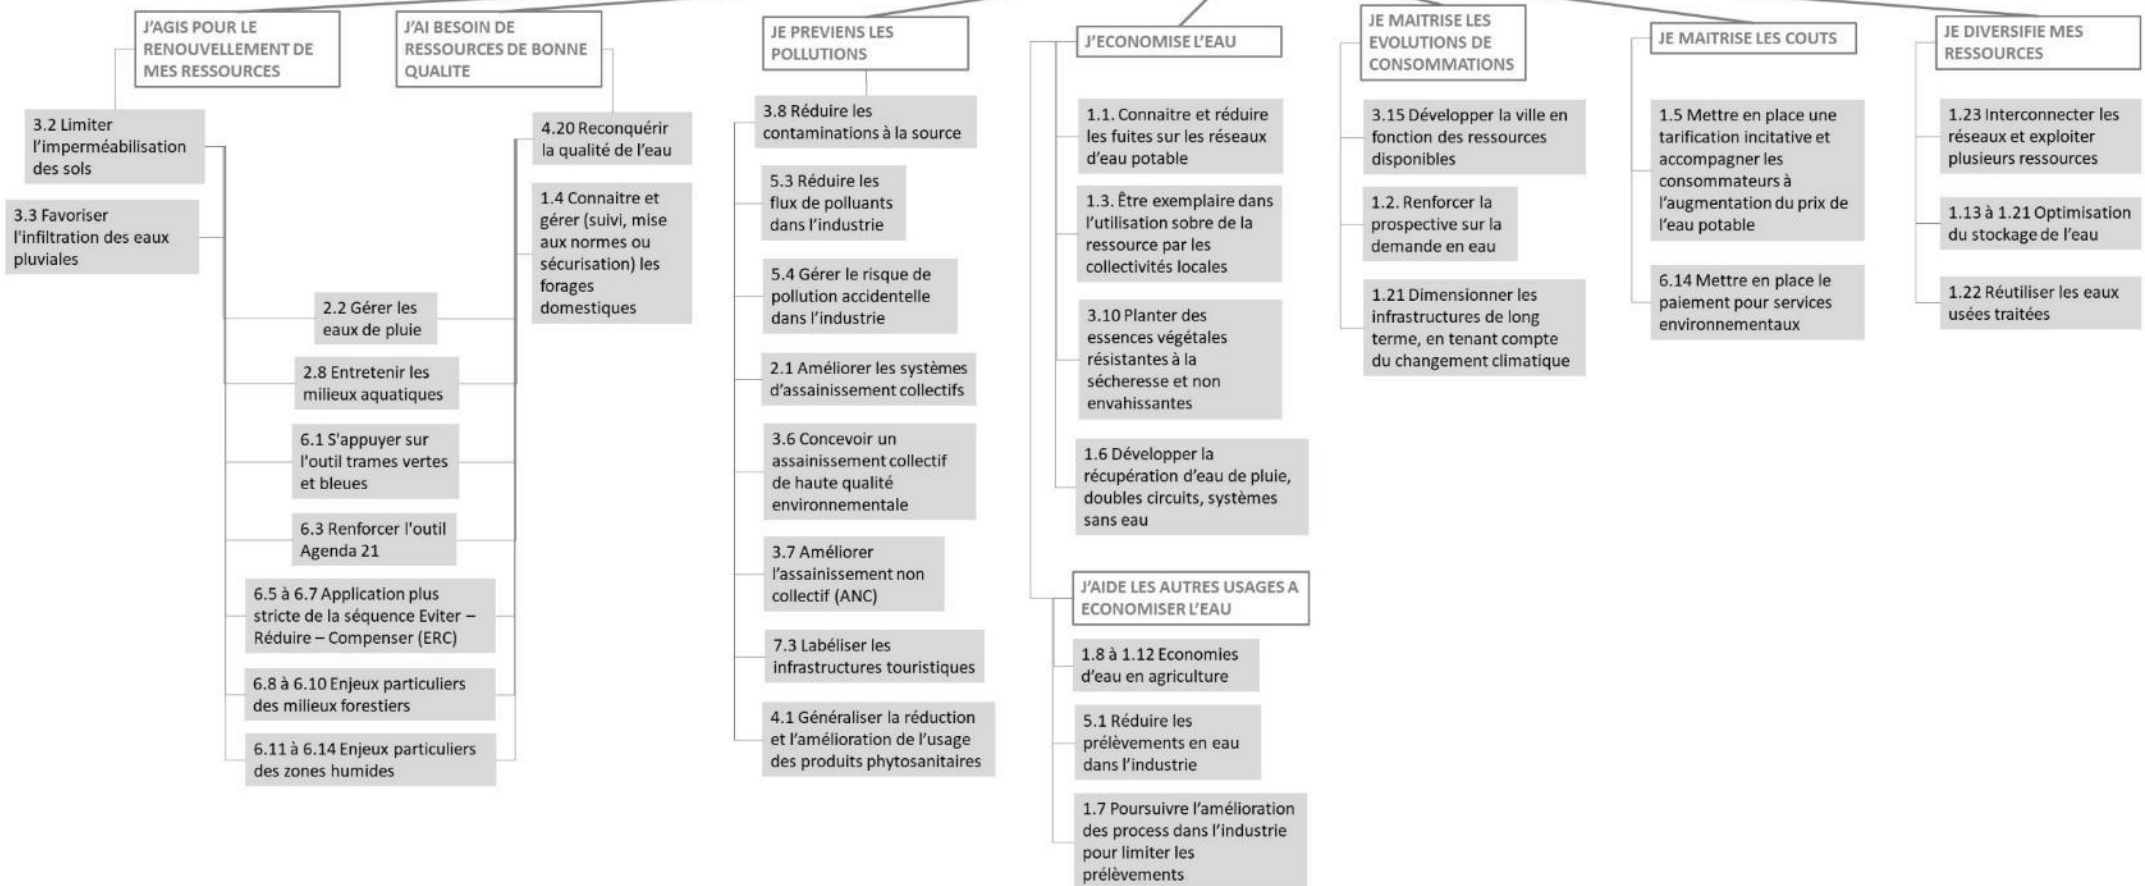 J'AGIS POUR LE
RENOUVELLEMENT DE
MES RESSOURCES
3.2 Limiter
l'imperméabilisation
des sols
3.3 Favoriser
l'infiltration des eaux
pluviales
J'AI BESOIN DE
RESSOURCES DE BONNE
QUALITE
4.20 Reconquérir
la qualité de l'eau
1.4 Connaitre et
gérer (suivi, mise
aux normes ou
sécurisation) les
forages
domestiques
2.2 Gérer les
eaux de pluie
2.8 Entretenir les
milieux aquatiques
6.1 S'appuyer sur
l'outil trames vertes
et bleues
6.3 Renforcer l'outil
Agenda 21
6.5 à 6.7 Application plus
stricte de la séquence Eviter –
Réduire – Compenser (ERC)
6.8 à 6.10 Enjeux particuliers
des milieux forestiers
6.11 à 6.14 Enjeux particuliers
des zones humides
JE PREVIENS LES
POLLUTIONS
3.8 Réduire les
contaminations à la source
5.3 Réduire les
flux de polluants
dans l'industrie
5.4 Gérer le risque de
pollution accidentelle
dans l'industrie
2.1 Améliorer les systèmes
d'assainissement collectifs
3.6 Concevoir un
assainissement collectif
de haute qualité
environnementale
3.7 Améliorer
l'assainissement non
collectif (ANC)
7.3 Labéliser les
infrastructures touristiques
4.1 Généraliser la réduction
et l'amélioration de l'usage
des produits phytosanitaires
J'ECONOMISE L'EAU
1.1. Connaitre et réduire
les fuites sur les réseaux
d'eau potable
1.3. Être exemplaire dans
l'utilisation sobre de la
ressource par les
collectivités locales
3.10 Planter des
essences végétales
résistantes à la
sécheresse et non
envahissantes
1.6 Développer la
récupération d'eau de pluie,
doubles circuits, systèmes
sans eau
J'AIDE LES AUTRES USAGES A
ECONOMISER L'EAU
1.8 à 1.12 Economies
d'eau en agriculture
5.1 Réduire les
prélèvements en eau
dans l'industrie
1.7 Poursuivre l'amélioration
des process dans l'industrie
pour limiter les
prélèvements
JE MAITRISE LES
EVOLUTIONS DE
CONSOMMATIONS
3.15 Développer la ville en
fonction des ressources
disponibles
1.2. Renforcer la
prospective sur la
demande en eau
1.21 Dimensionner les
infrastructures de long
terme, en tenant compte
du changement climatique
JE MAITRISE LES COUTS
1.5 Mettre en place une
tarification incitative et
accompagner les
consommateurs à
l'augmentation du prix de
l'eau potable
6.14 Mettre en place le
paiement pour services
environnementaux
JE DIVERSIFIE MES
RESSOURCES
1.23 Interconnecter les
réseaux et exploiter
plusieurs ressources
1.13 à 1.21 Optimisation
du stockage de l'eau
1.22 Réutiliser les eaux
usées traitées